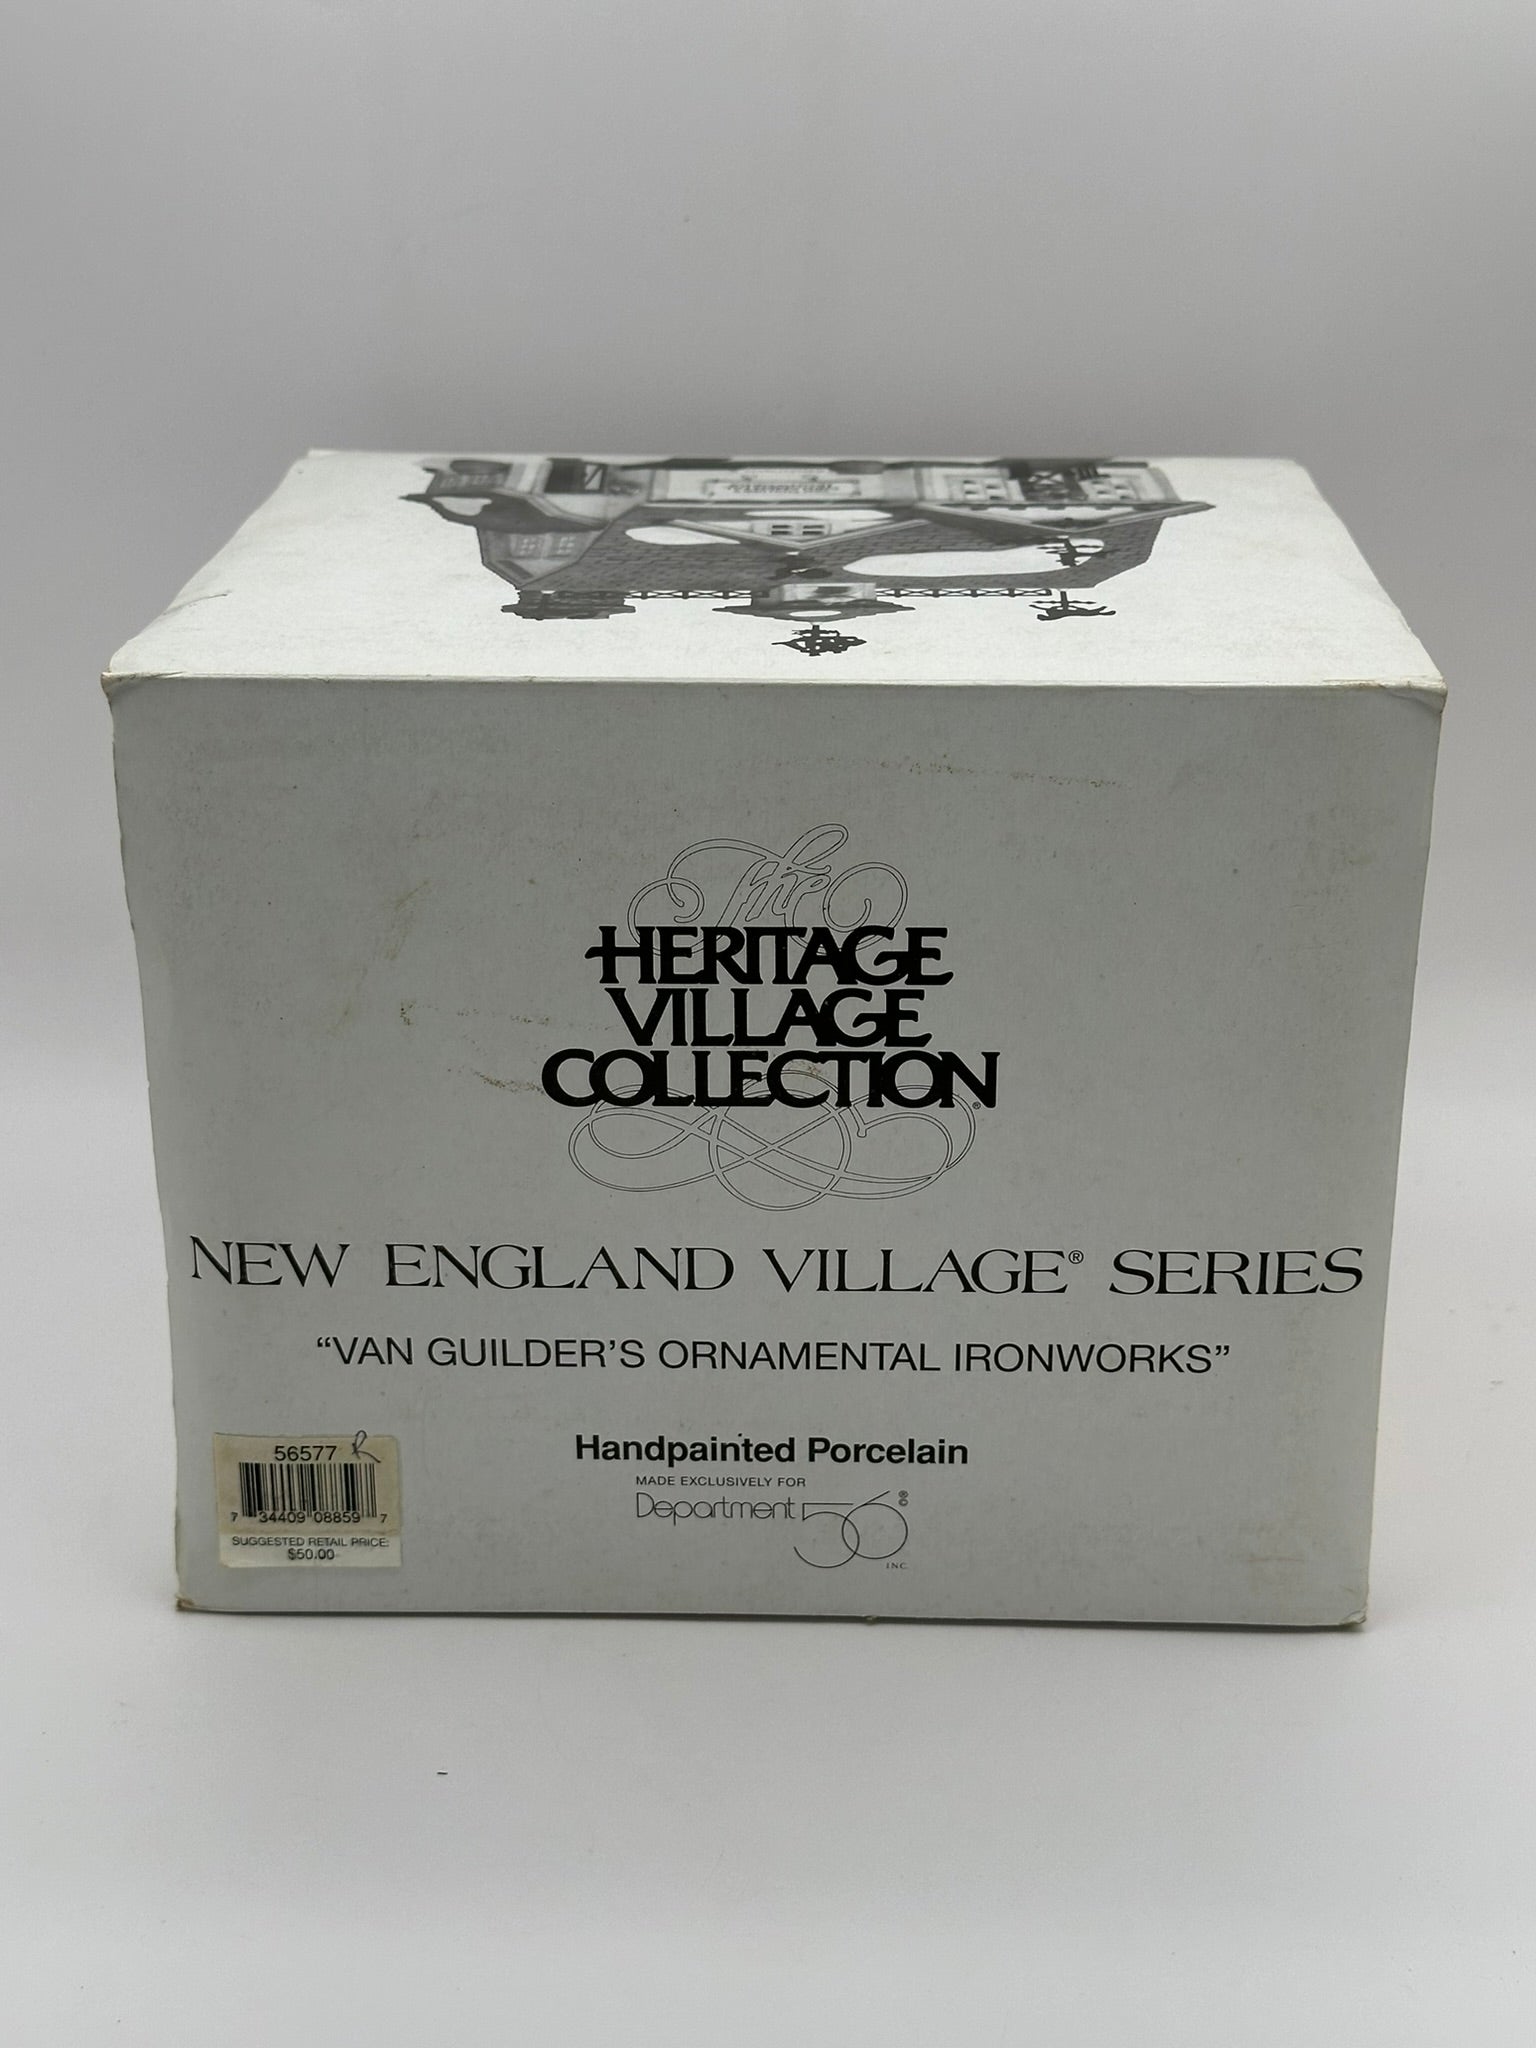 The
HERITAGE
VILLAGE
COLLECTION®
NEW ENGLAND VILLAGE® SERIES
“VAN GUILDER’S ORNAMENTAL IRONWORKS”
Handpainted Porcelain
MADE EXCLUSIVELY FOR
Department 56 ®©
INC.
56577 R
7 34409 08859 7
SUGGESTED RETAIL PRICE:
$50.00